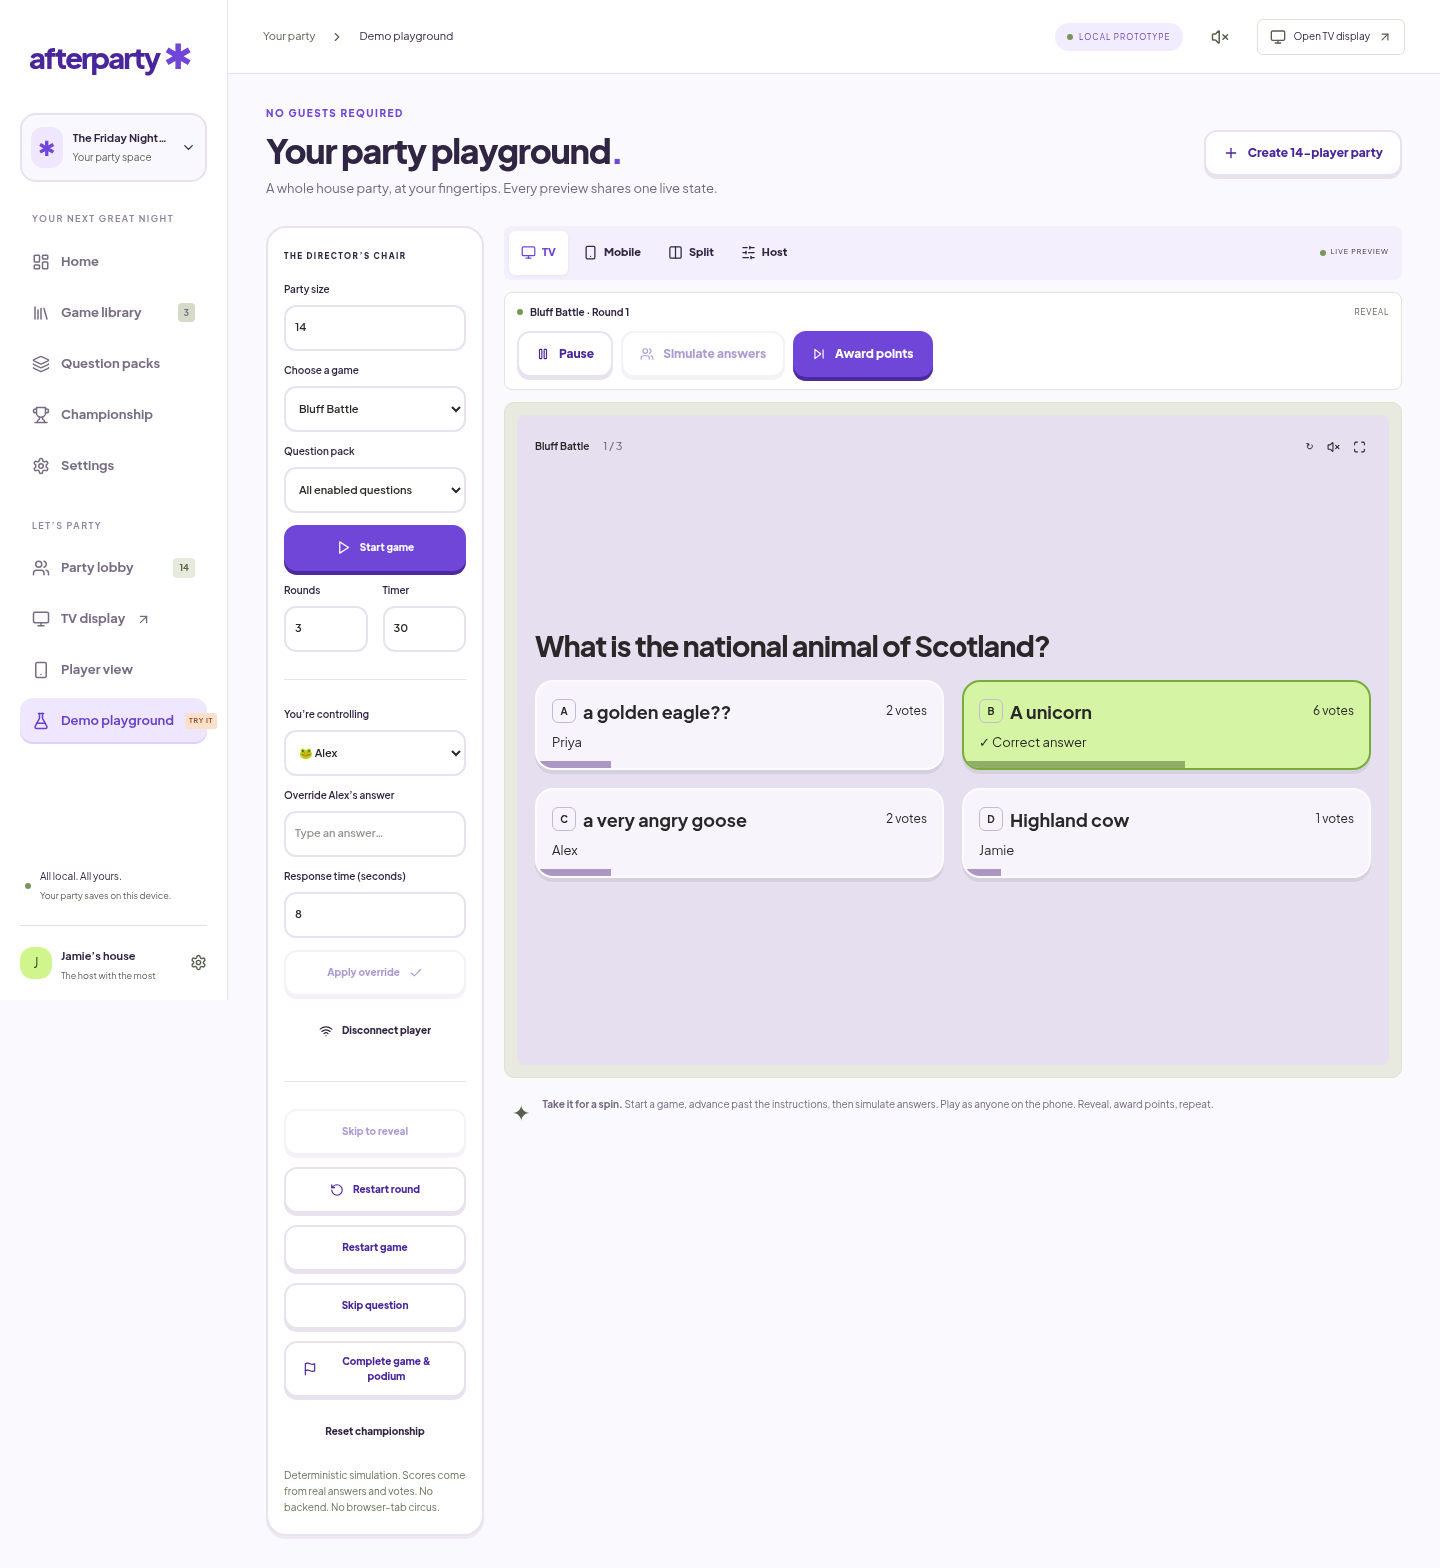 afterparty
The Friday Night...
Your party space
YOUR NEXT GREAT NIGHT
Home
Game library 3
Question packs
Championship
Settings
LET'S PARTY
Party lobby 14
TV display
Player view
Demo playground TRY IT
All local. All yours.
Your party saves on this device.
J
Jamie's house
The host with the most
Your party > Demo playground
LOCAL PROTOTYPE
Open TV display
NO GUESTS REQUIRED
Your party playground.
A whole house party, at your fingertips. Every preview shares one live state.
Create 14-player party
THE DIRECTOR'S CHAIR
Party size
14
Choose a game
Bluff Battle
Question pack
All enabled questions
Start game
Rounds Timer
3 30
You're controlling
🐸 Alex
Override Alex's answer
Type an answer...
Response time (seconds)
8
Apply override
Disconnect player
Skip to reveal
Restart round
Restart game
Skip question
Complete game &
podium
Reset championship
Deterministic simulation. Scores come
from real answers and votes. No
backend. No browser-tab circus.
TV Mobile Split Host
LIVE PREVIEW
Bluff Battle · Round 1
REVEAL
Pause Simulate answers Award points
Bluff Battle 1 / 3
What is the national animal of Scotland?
A a golden eagle?? 2 votes
Priya
B A unicorn 6 votes
✓ Correct answer
C a very angry goose 2 votes
Alex
D Highland cow 1 votes
Jamie
Take it for a spin. Start a game, advance past the instructions, then simulate answers. Play as anyone on the phone. Reveal, award points, repeat.